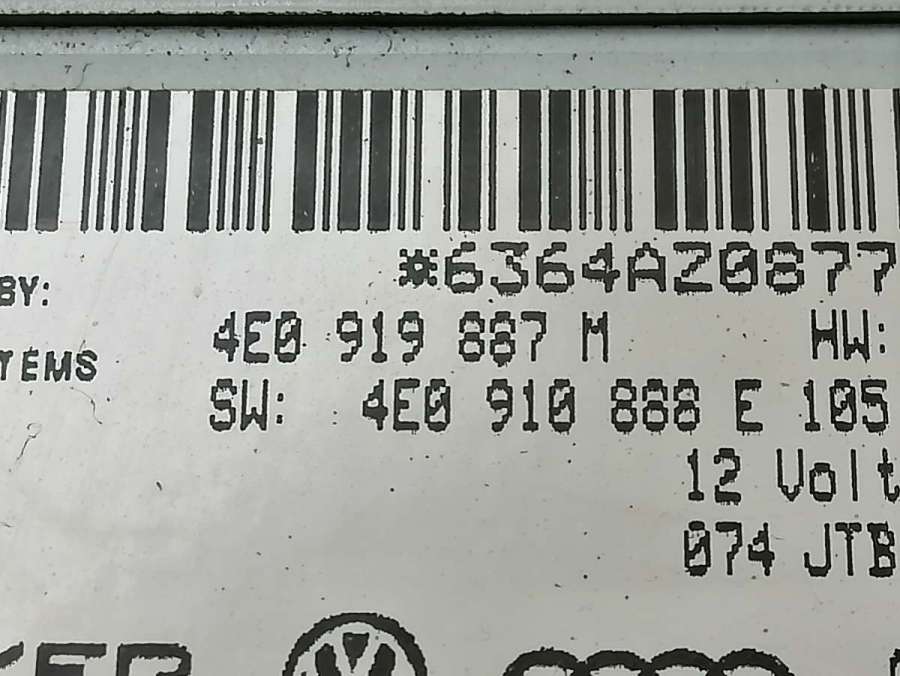 *6364AZ0877
BY:
4E0 919 887 M HW:
TEMS
SW: 4E0 910 888 E 105
12 Volt
074 JTB